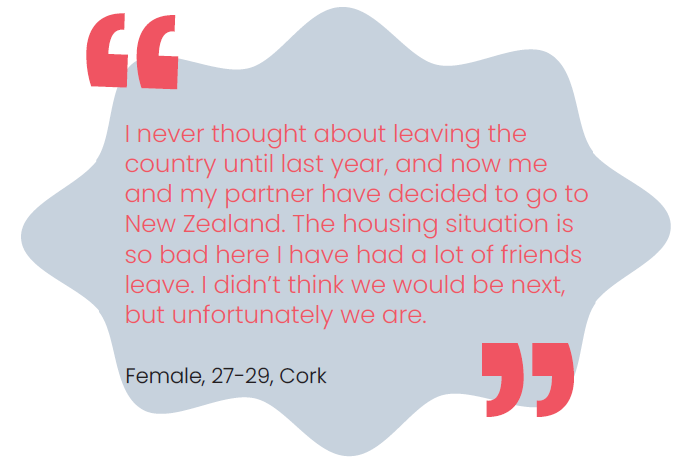 “
I never thought about leaving the
country until last year, and now me
and my partner have decided to go to
New Zealand. The housing situation is
so bad here I have had a lot of friends
leave. I didn’t think we would be next,
but unfortunately we are.
Female, 27-29, Cork
”